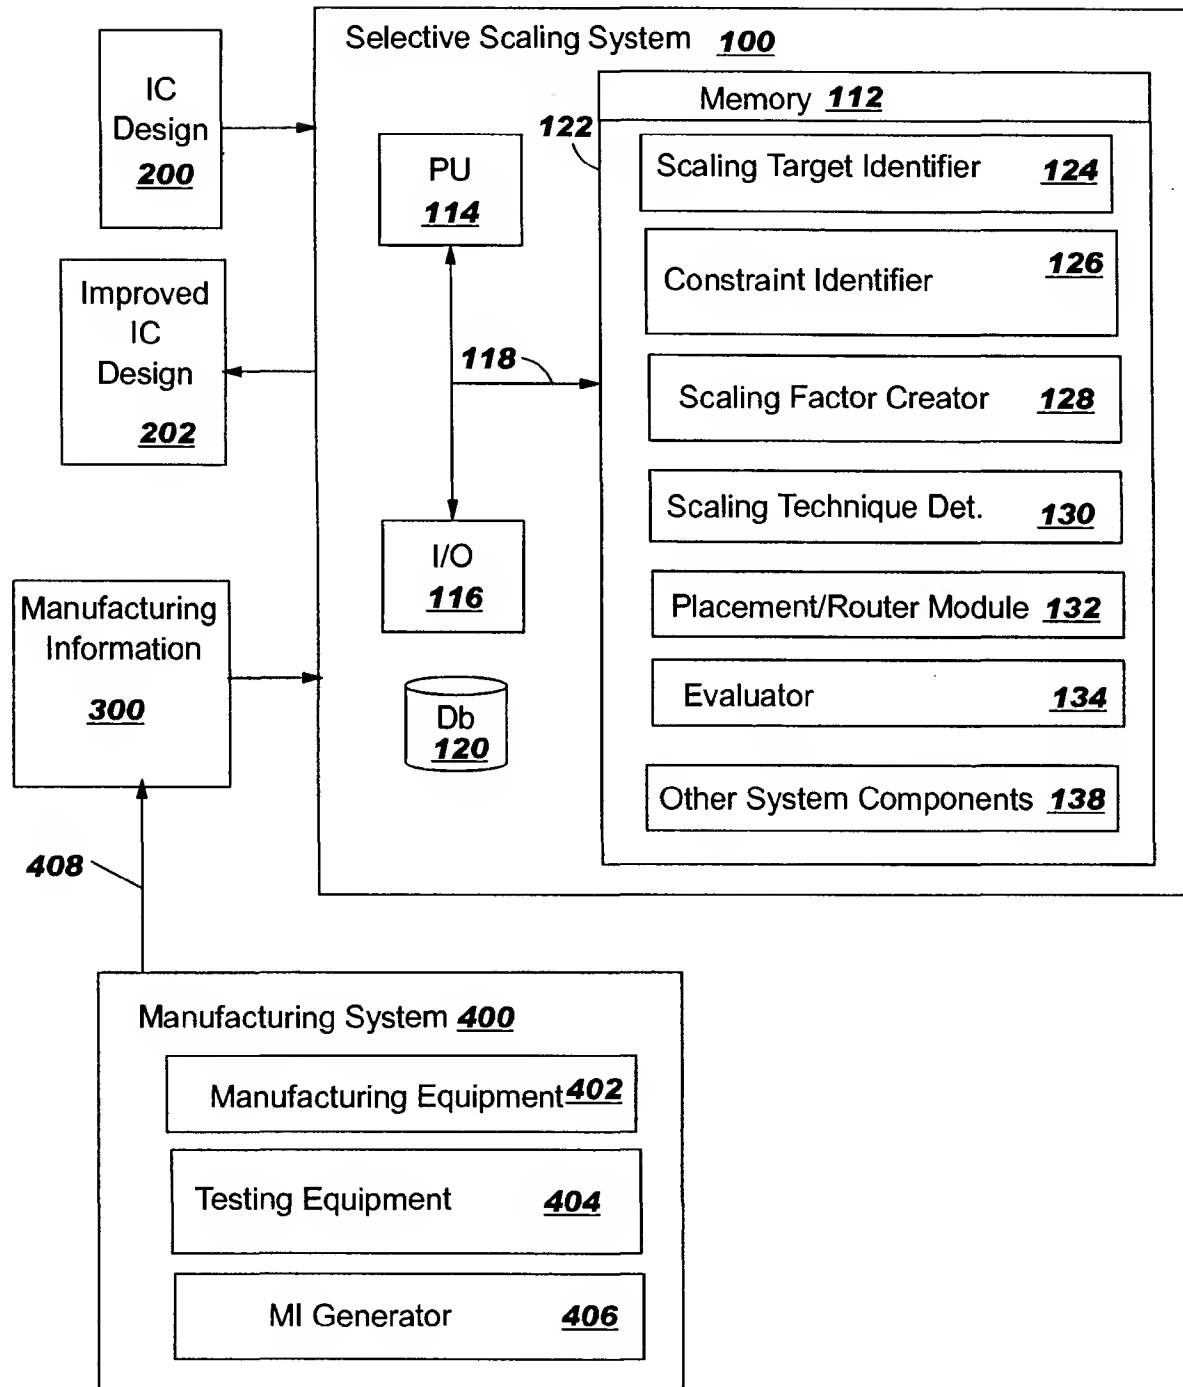 Selective Scaling System 100
IC
Design
200
Improved
IC
Design
202
Manufacturing
Information
300
408
PU
114
118
I/O
116
Db
120
122
Memory 112
Scaling Target Identifier 124
Constraint Identifier 126
Scaling Factor Creator 128
Scaling Technique Det. 130
Placement/Router Module 132
Evaluator 134
Other System Components 138
Manufacturing System 400
Manufacturing Equipment 402
Testing Equipment 404
MI Generator 406